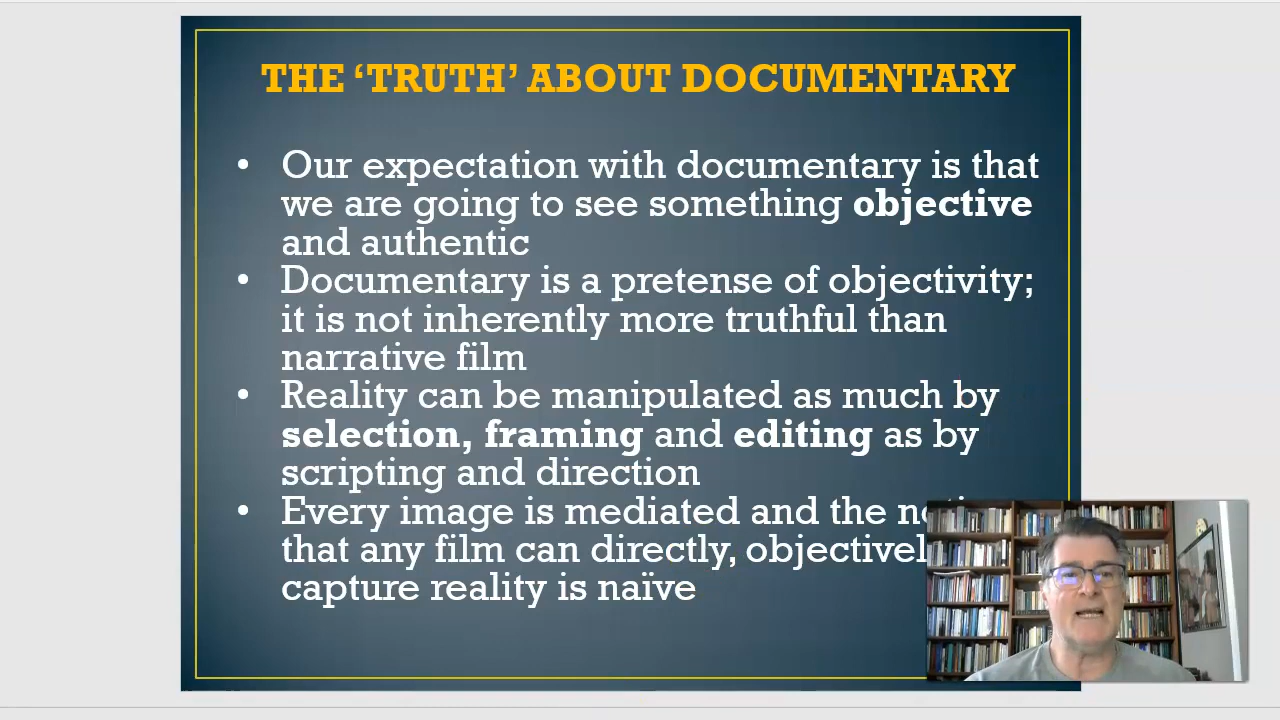 THE ‘TRUTH’ ABOUT DOCUMENTARY
• Our expectation with documentary is that
we are going to see something objective
and authentic
• Documentary is a pretense of objectivity;
it is not inherently more truthful than
narrative film
• Reality can be manipulated as much by
selection, framing and editing as by
scripting and direction
• Every image is mediated and the
that any film can directly,
capture reality is naïve